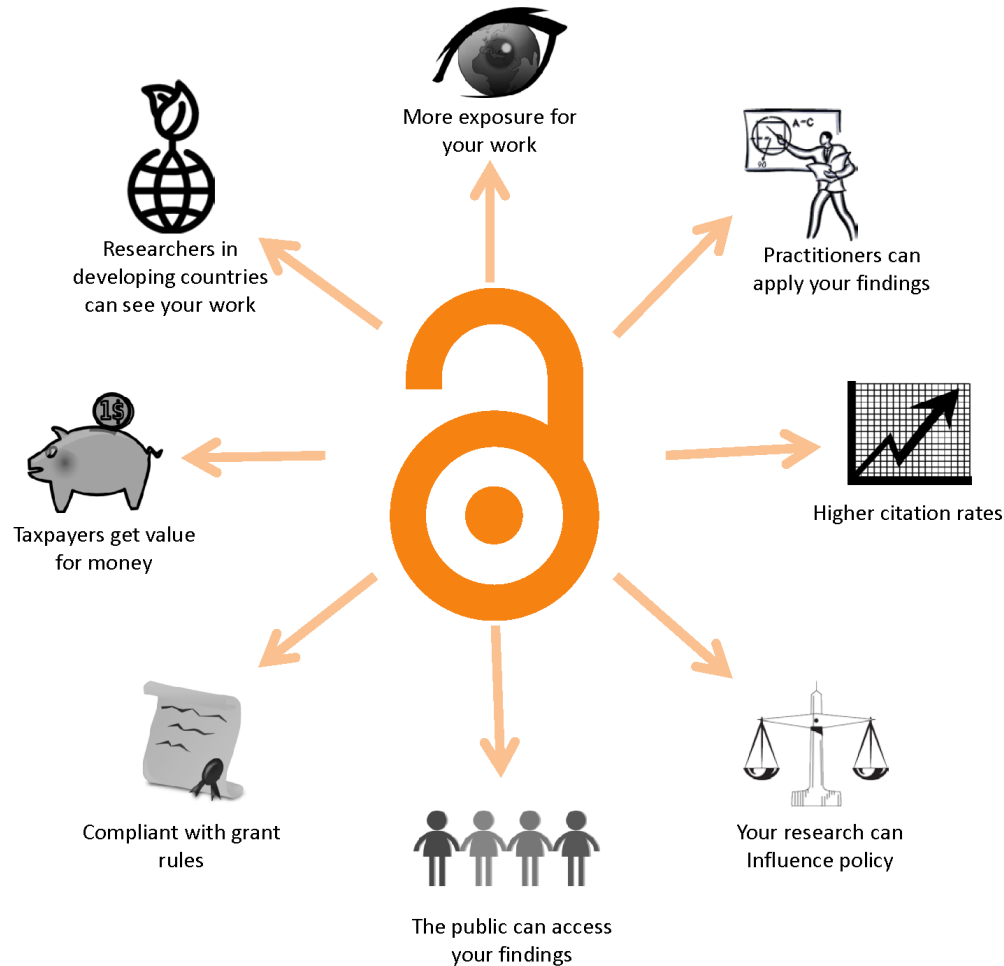 More exposure for
your work
A-C
Practitioners can
apply your findings
Researchers in
developing countries
can see your work
1$
Higher citation rates
Taxpayers get value
for money
Compliant with grant
rules
Your research can
Influence policy
The public can access
your findings